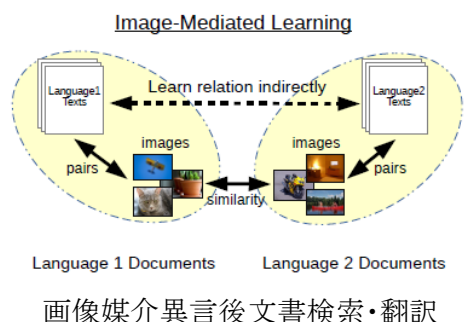 Image-Mediated Learning
Language1
Texts
Learn relation indirectly
Language2
Texts
images
images
pairs
pairs
similarity
Language 1 Documents
Language 2 Documents
画像媒介異言後文書検索・翻訳